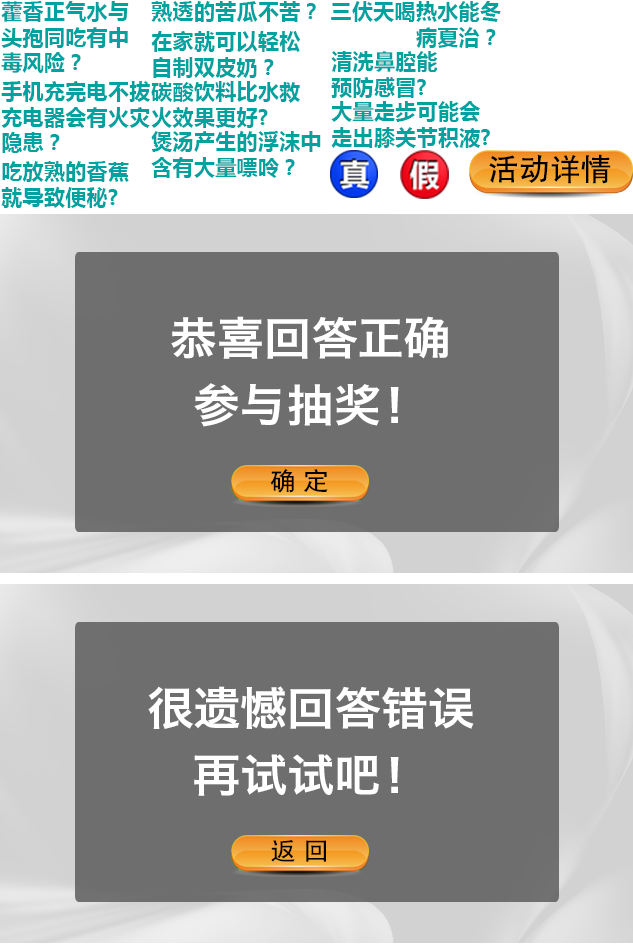 藿香正气水与
头孢同吃有中
毒风险？
手机充完电不拔
充电器会有火灾
隐患？
吃放熟的香蕉
就导致便秘?
熟透的苦瓜不苦？
在家就可以轻松
自制双皮奶？
碳酸饮料比水救
火效果更好?
煲汤产生的浮沫中
含有大量嘌呤？
三伏天喝热水能冬
病夏治？
清洗鼻腔能
预防感冒?
大量走步可能会
走出膝关节积液?
真
假
活动详情
恭喜回答正确
参与抽奖！
确 定
很遗憾回答错误
再试试吧！
返 回